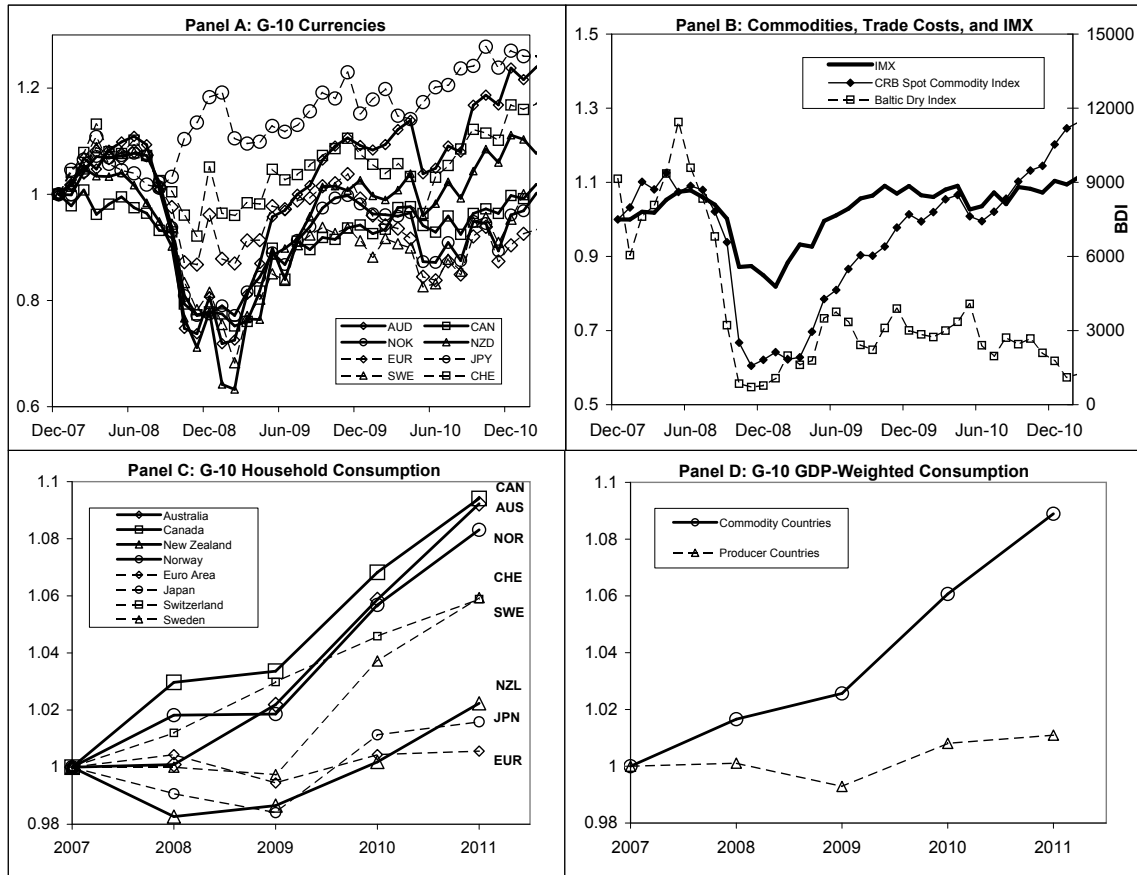 Panel A: G-10 Currencies
1.2
1
0.8
0.6
AUD
CAN
NOK
NZD
EUR
JPY
SWE
CHE
Dec-07
Jun-08
Dec-08
Jun-09
Dec-09
Jun-10
Dec-10
Panel B: Commodities, Trade Costs, and IMX
1.5
1.3
1.1
0.9
0.7
0.5
IMX
CRB Spot Commodity Index
Baltic Dry Index
15000
12000
9000
6000
3000
0
BDI
Dec-07
Jun-08
Dec-08
Jun-09
Dec-09
Jun-10
Dec-10
Panel C: G-10 Household Consumption
1.1
1.08
1.06
1.04
1.02
1
0.98
Australia
Canada
New Zealand
Norway
Euro Area
Japan
Switzerland
Sweden
CAN
AUS
NOR
CHE
SWE
NZL
JPN
EUR
2007
2008
2009
2010
2011
Panel D: G-10 GDP-Weighted Consumption
1.1
1.08
1.06
1.04
1.02
1
0.98
Commodity Countries
Producer Countries
2007
2008
2009
2010
2011